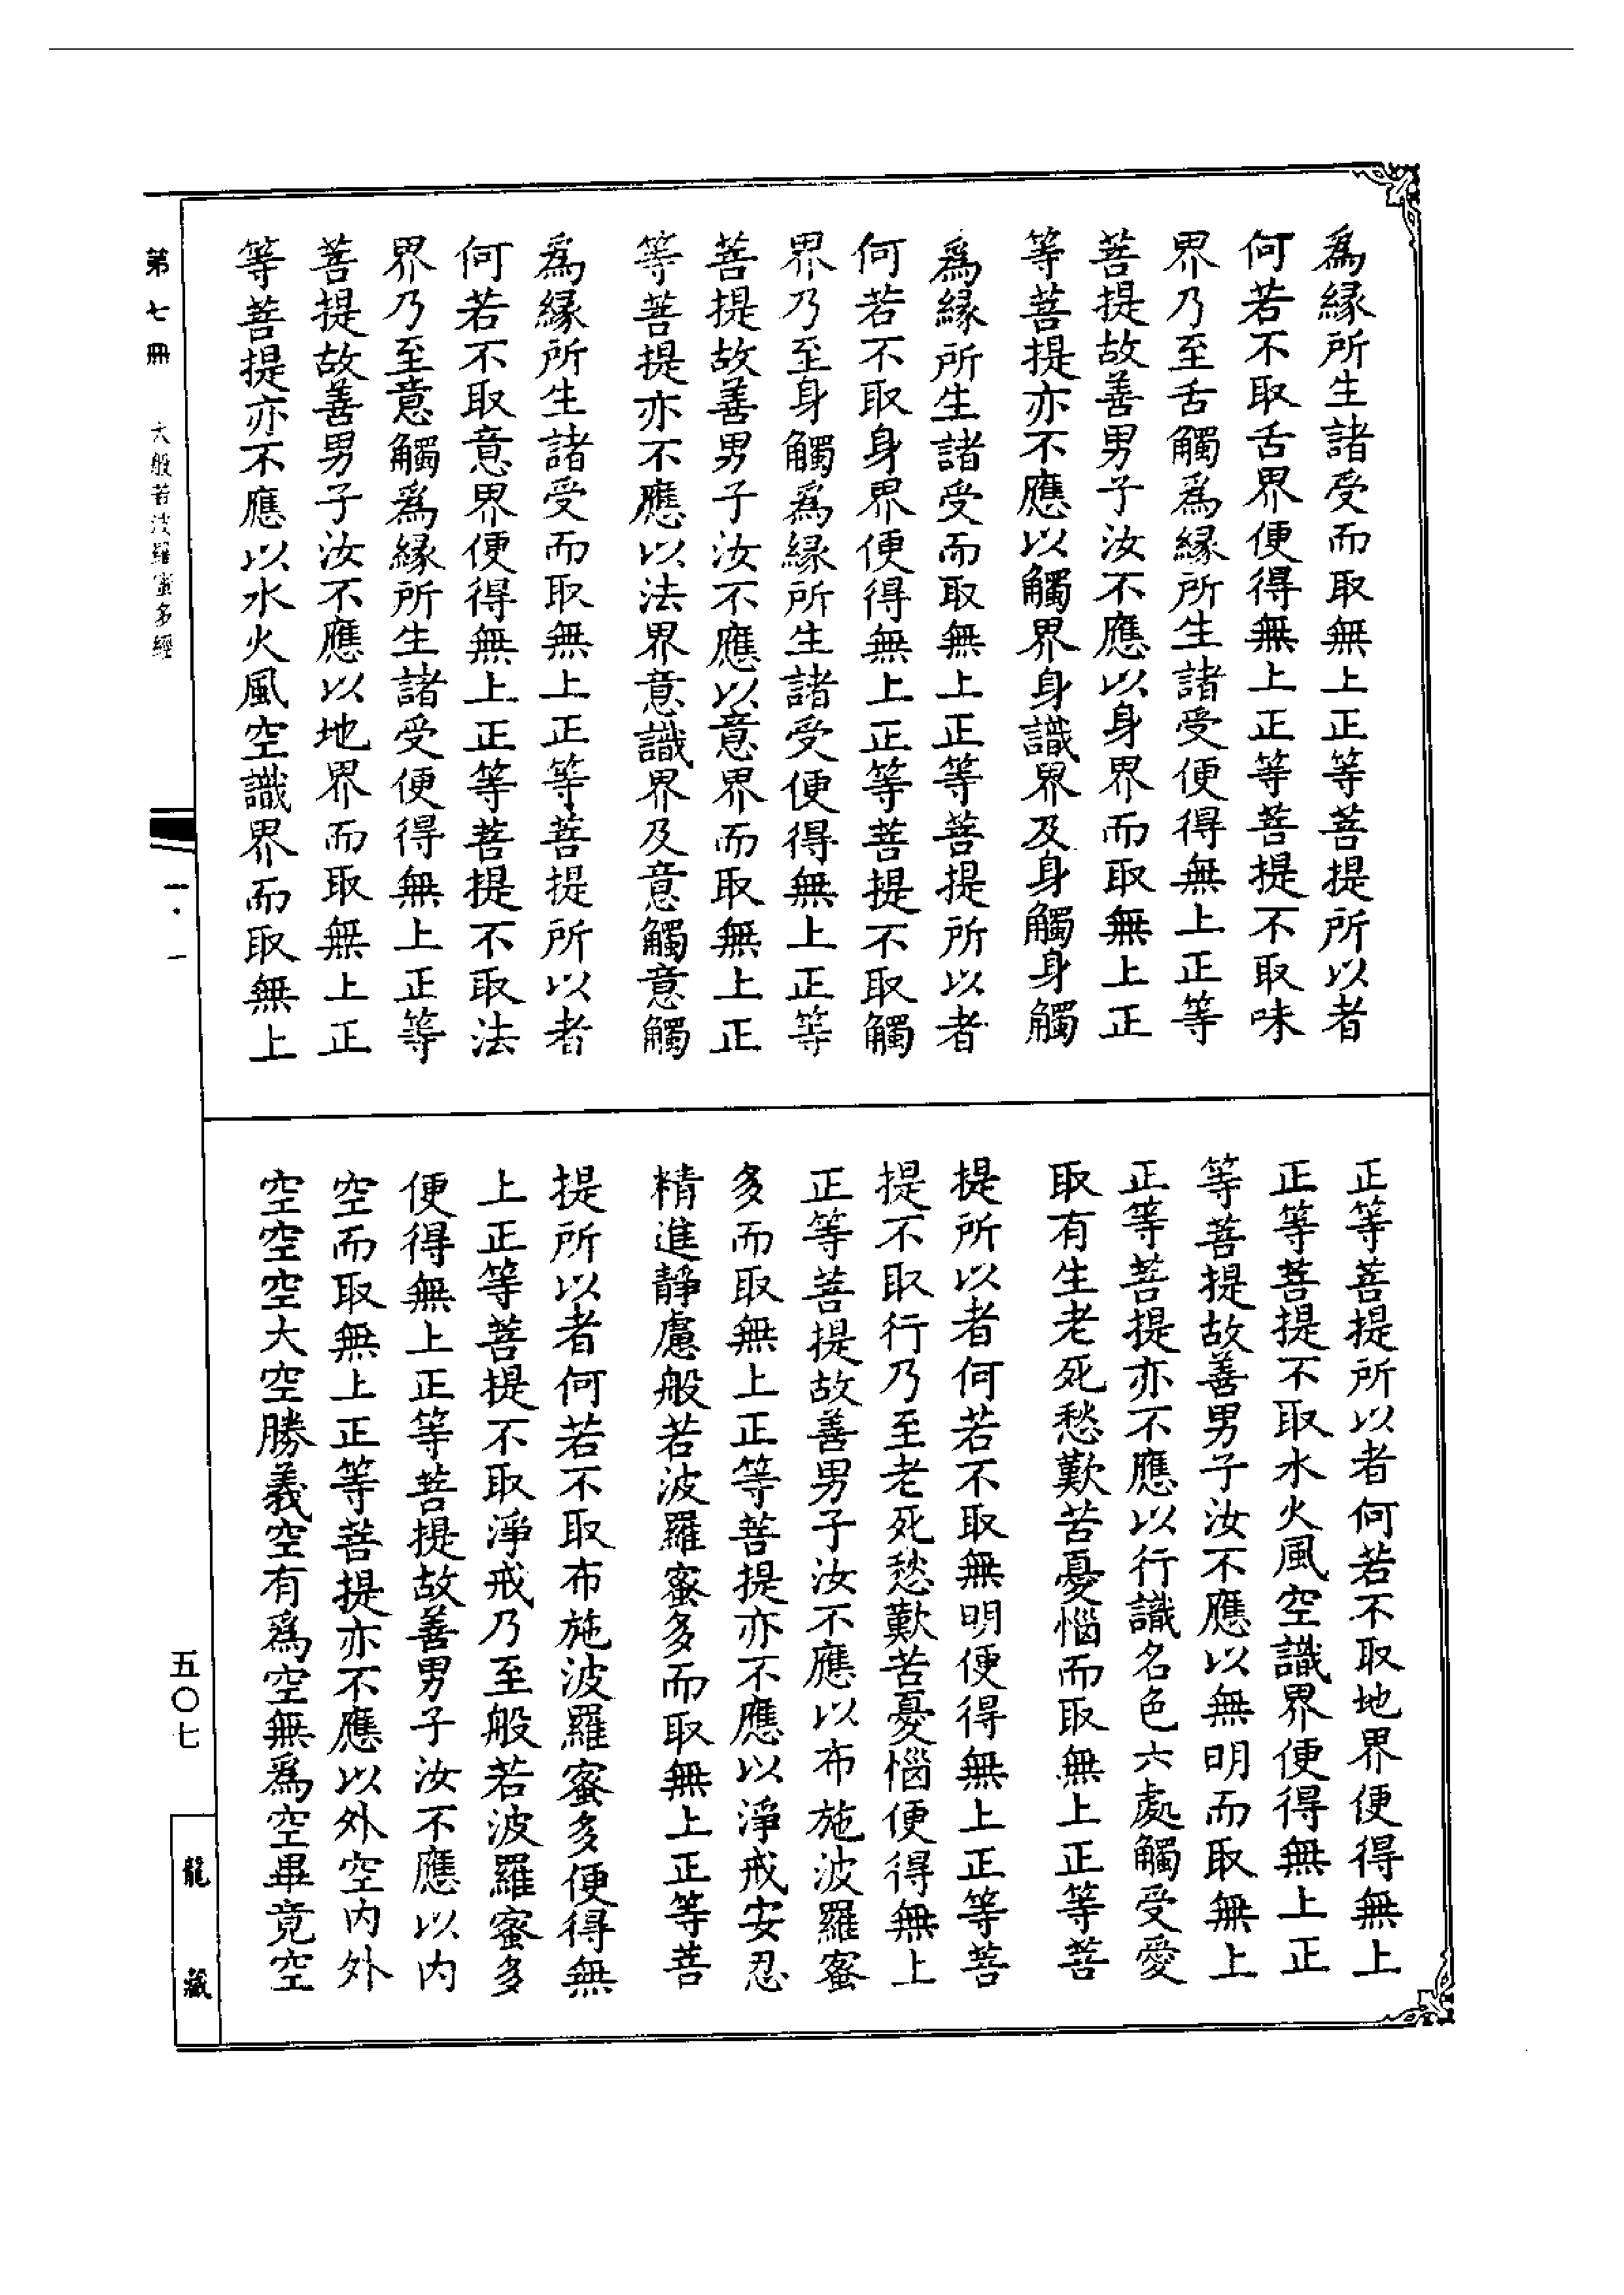 爲緣所生諸受而取無上正等菩提所以者
何若不取舌界便得無上正等菩提不取味
界乃至舌觸爲緣所生諸受便得無上正等
菩提故善男子汝不應以身界而取無上正
等菩提亦不應以觸界身識界及身觸身觸
爲緣所生諸受而取無上正等菩提所以者
何若不取身界便得無上正等菩提不取觸
界乃至身觸爲緣所生諸受便得無上正等
菩提故善男子汝不應以意界而取無上正
等菩提亦不應以法界意識界及意觸意觸
爲緣所生諸受而取無上正等菩提所以者
何若不取意界便得無上正等菩提不取法
界乃至意觸爲緣所生諸受便得無上正等
菩提故善男子汝不應以地界而取無上正
等菩提亦不應以水火風空識界而取無上
正等菩提所以者何若不取地界便得無上
正等菩提不取水火風空識界便得無上正
等菩提故善男子汝不應以無明而取無上
正等菩提亦不應以行識名色六處觸受愛
取有生老死愁歎苦憂惱而取無上正等菩
提所以者何若不取無明便得無上正等菩
提不取行乃至老死愁歎苦憂惱便得無上
正等菩提故善男子汝不應以布施波羅蜜
多而取無上正等菩提亦不應以淨戒安忍
精進靜慮般若波羅蜜多而取無上正等菩
提所以者何若不取布施波羅蜜多便得無
上正等菩提不取淨戒乃至般若波羅蜜多
便得無上正等菩提故善男子汝不應以內
空而取無上正等菩提亦不應以外空內外
空空空大空勝義空有爲空無爲空畢竟空
第七冊 大般若波羅蜜多經
一·一
五〇七
龍藏